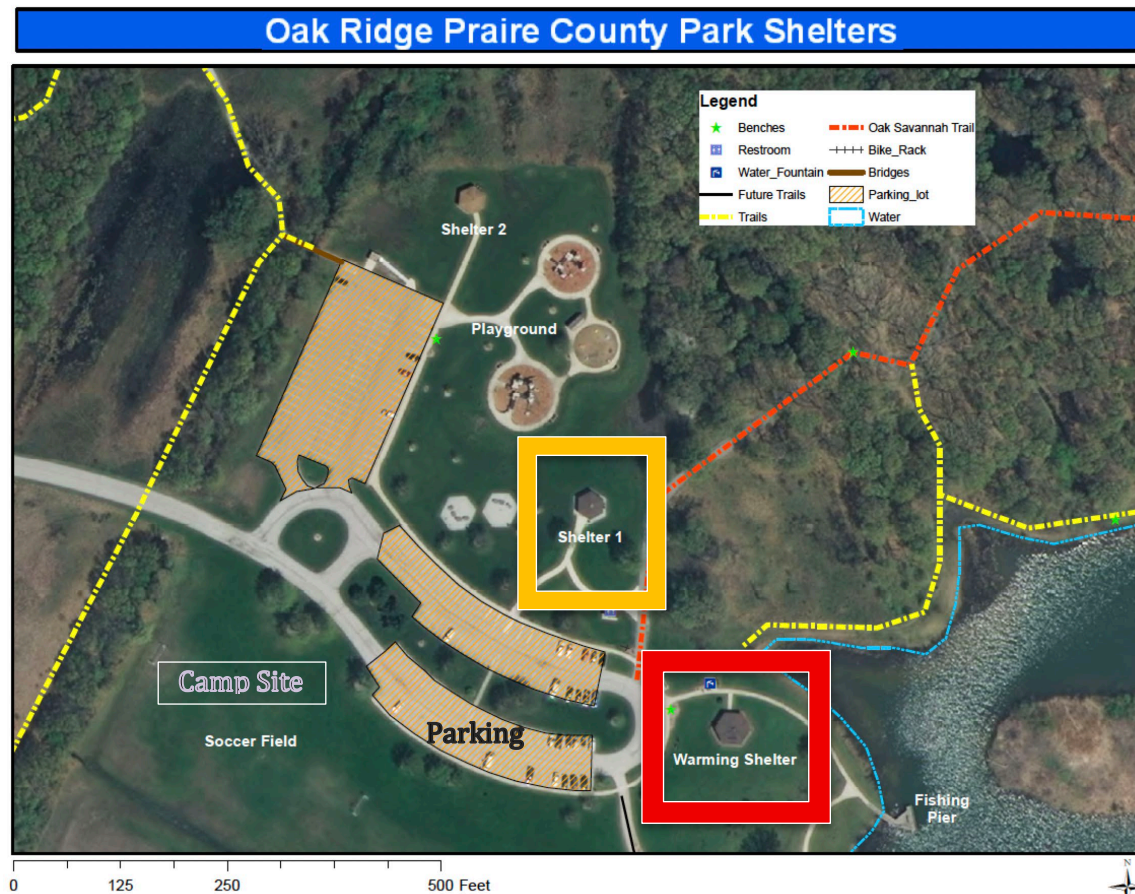 Oak Ridge Praire County Park Shelters
Legend
Benches
Oak Savannah Trail
Restroom
Bike_Rack
Water_Fountain
Bridges
Future Trails
Parking_lot
Trails
Water
Shelter 2
Playground
Shelter 1
Camp Site
Soccer Field
Parking
Warming Shelter
Fishing
Pier
0 125 250 500 Feet
N